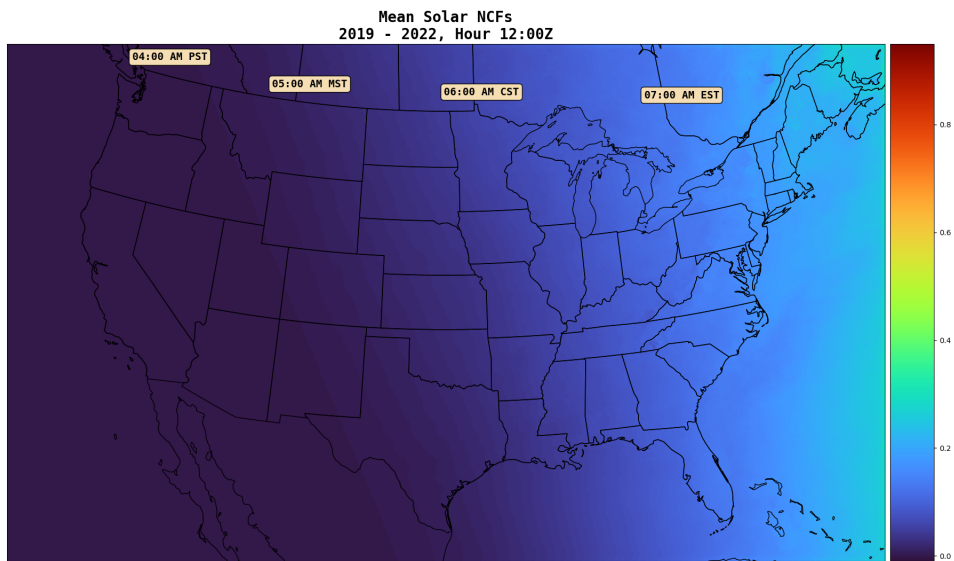 Mean Solar NCFs
2019 - 2022, Hour 12:00Z
04:00 AM PST
05:00 AM MST
06:00 AM CST
07:00 AM EST
0.8
0.6
0.4
0.2
0.0